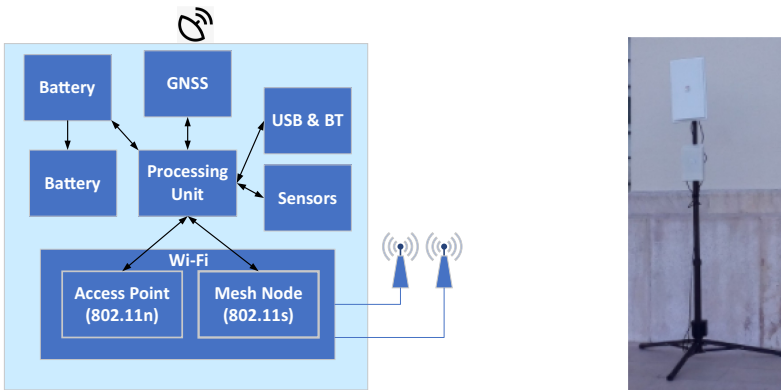 Battery
GNSS
USB & BT
Battery
Processing
Unit
Sensors
Wi-Fi
Access Point
(802.11n)
Mesh Node
(802.11s)